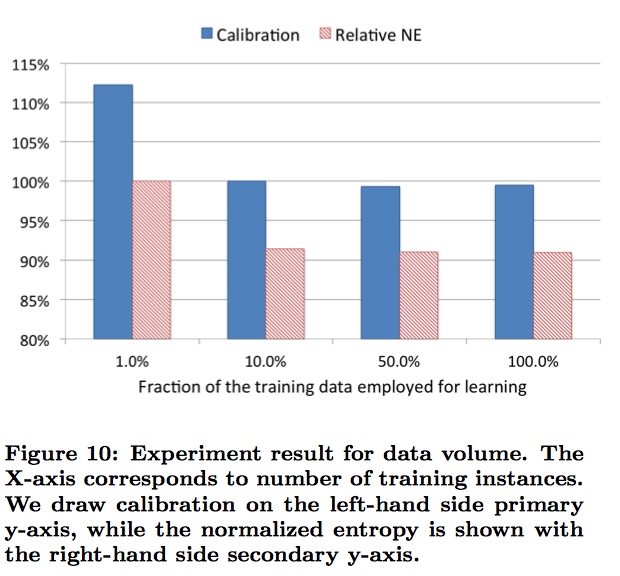 Calibration Relative NE
115%
110%
105%
100%
95%
90%
85%
80%
1.0% 10.0% 50.0% 100.0%
Fraction of the training data employed for learning
Figure 10: Experiment result for data volume. The
X-axis corresponds to number of training instances.
We draw calibration on the left-hand side primary
y-axis, while the normalized entropy is shown with
the right-hand side secondary y-axis.